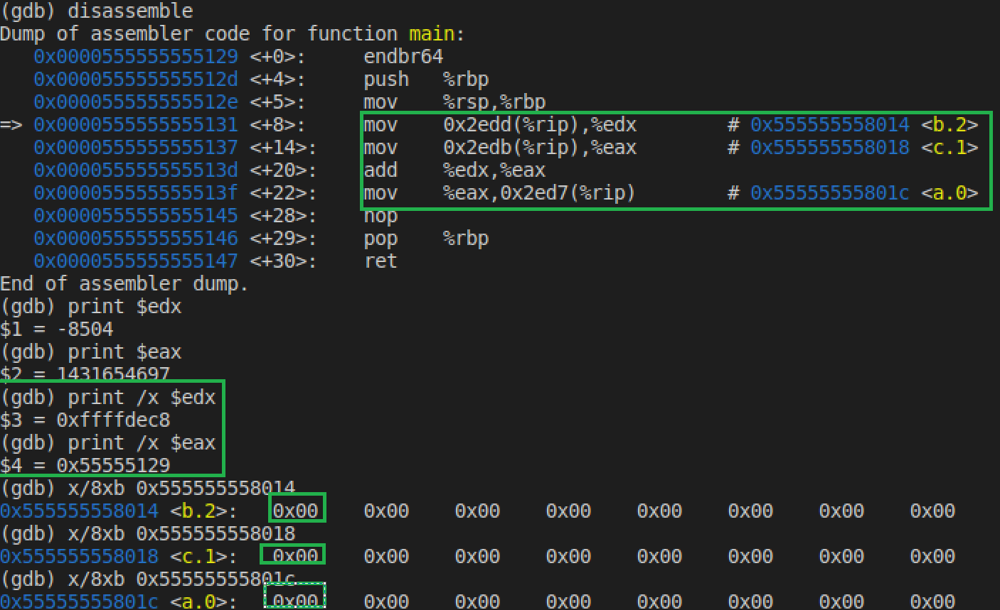 (gdb) disassemble
Dump of assembler code for function main:
   0x0000555555555129 <+0>:     endbr64
   0x000055555555512d <+4>:     push   %rbp
   0x000055555555512e <+5>:     mov    %rsp,%rbp
=> 0x0000555555555131 <+8>:     mov    0x2edd(%rip),%edx        # 0x555555558014 <b.2>
   0x0000555555555137 <+14>:    mov    0x2edb(%rip),%eax        # 0x555555558018 <c.1>
   0x000055555555513d <+20>:    add    %edx,%eax
   0x000055555555513f <+22>:    mov    %eax,0x2ed7(%rip)        # 0x55555555801c <a.0>
   0x0000555555555145 <+28>:    nop
   0x0000555555555146 <+29>:    pop    %rbp
   0x0000555555555147 <+30>:    ret
End of assembler dump.
(gdb) print $edx
$1 = -8504
(gdb) print $eax
$2 = 1431654697
(gdb) print /x $edx
$3 = 0xffffdec8
(gdb) print /x $eax
$4 = 0x55555129
(gdb) x/8xb 0x555555558014
0x555555558014 <b.2>:   0x00    0x00    0x00    0x00    0x00    0x00    0x00    0x00
(gdb) x/8xb 0x555555558018
0x555555558018 <c.1>:   0x00    0x00    0x00    0x00    0x00    0x00    0x00    0x00
(gdb) x/8xb 0x55555555801c
0x55555555801c <a.0>:   0x00    0x00    0x00    0x00    0x00    0x00    0x00    0x00